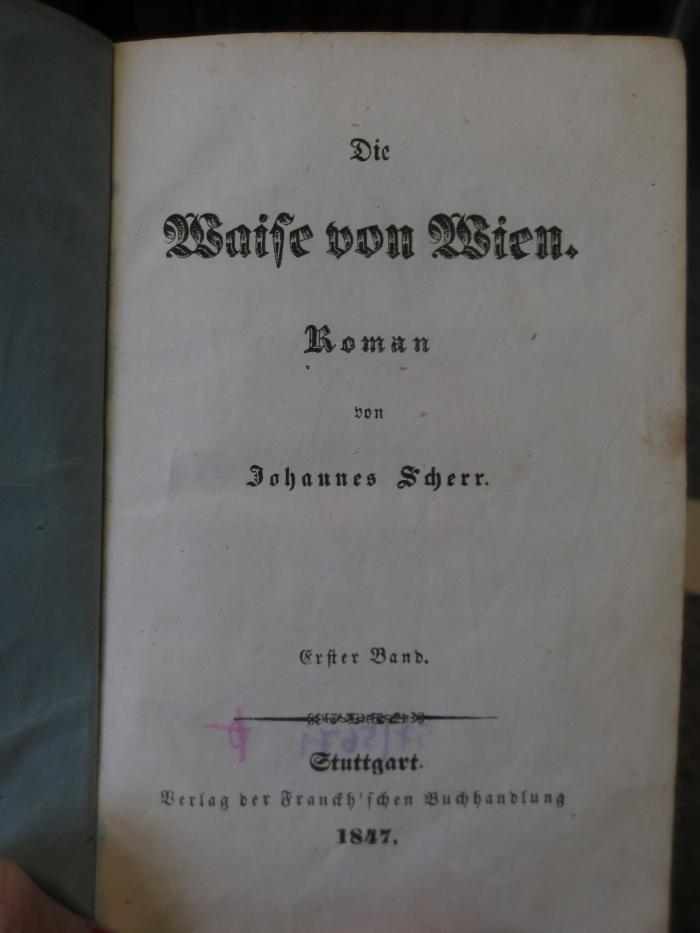 Die
Waiſe von Wien.
Roman
von
Johannes Scherr.
Erſter Band.
Stuttgart.
Verlag der Franckh'ſchen Buchhandlung
1847.